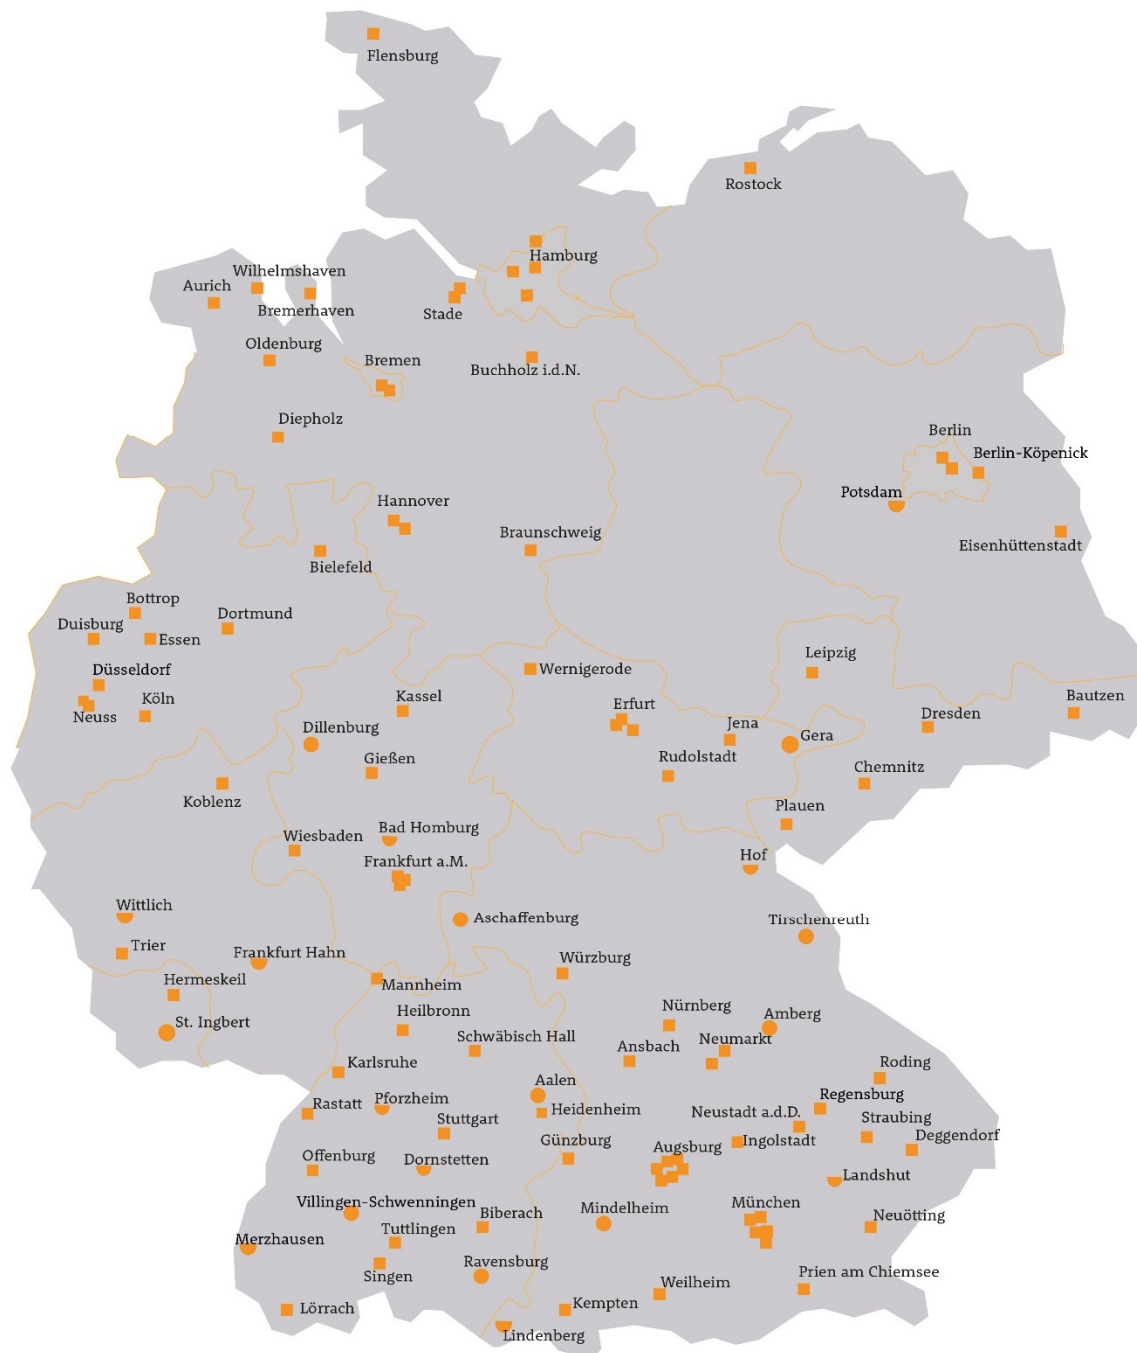 Flensburg
Rostock
Hamburg
Wilhelmshaven
Aurich
Bremerhaven
Stade
Oldenburg
Bremen
Buchholz i.d.N.
Diepholz
Berlin
Berlin-Köpenick
Potsdam
Hannover
Braunschweig
Eisenhüttenstadt
Bielefeld
Bottrop
Dortmund
Duisburg
Essen
Leipzig
Wernigerode
Düsseldorf
Bautzen
Kassel
Köln
Erfurt
Neuss
Dresden
Jena
Dillenburg
Gera
Gießen
Rudolstadt
Chemnitz
Koblenz
Plauen
Bad Homburg
Wiesbaden
Hof
Frankfurt a.M.
Wittlich
Aschaffenburg
Tirschenreuth
Trier
Frankfurt Hahn
Würzburg
Hermeskeil
Mannheim
Nürnberg
Heilbronn
Amberg
St. Ingbert
Schwäbisch Hall
Neumarkt
Ansbach
Karlsruhe
Roding
Aalen
Regensburg
Pforzheim
Rastatt
Heidenheim
Neustadt a.d.D.
Stuttgart
Straubing
Ingolstadt
Deggendorf
Günzburg
Augsburg
Offenburg
Dornstetten
Landshut
Villingen-Schwenningen
München
Mindelheim
Biberach
Neuötting
Tuttlingen
Merzhausen
Ravensburg
Singen
Prien am Chiemsee
Weilheim
Kempten
Lörrach
Lindenberg